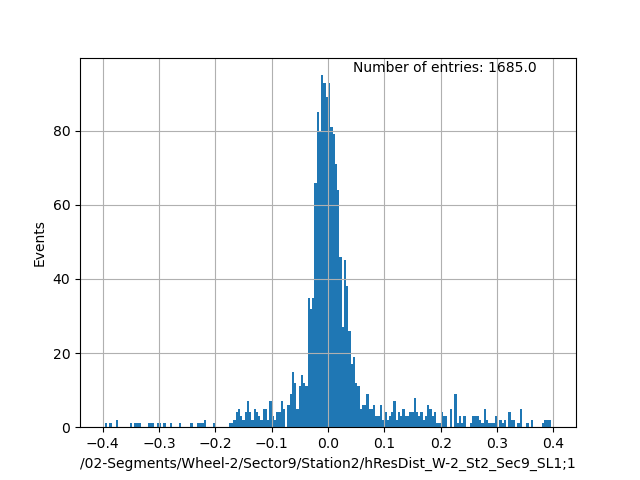 Number of entries: 1685.0
Events
80
60
40
20
0
−0.4 −0.3 −0.2 −0.1 0.0 0.1 0.2 0.3 0.4
/02-Segments/Wheel-2/Sector9/Station2/hResDist_W-2_St2_Sec9_SL1;1